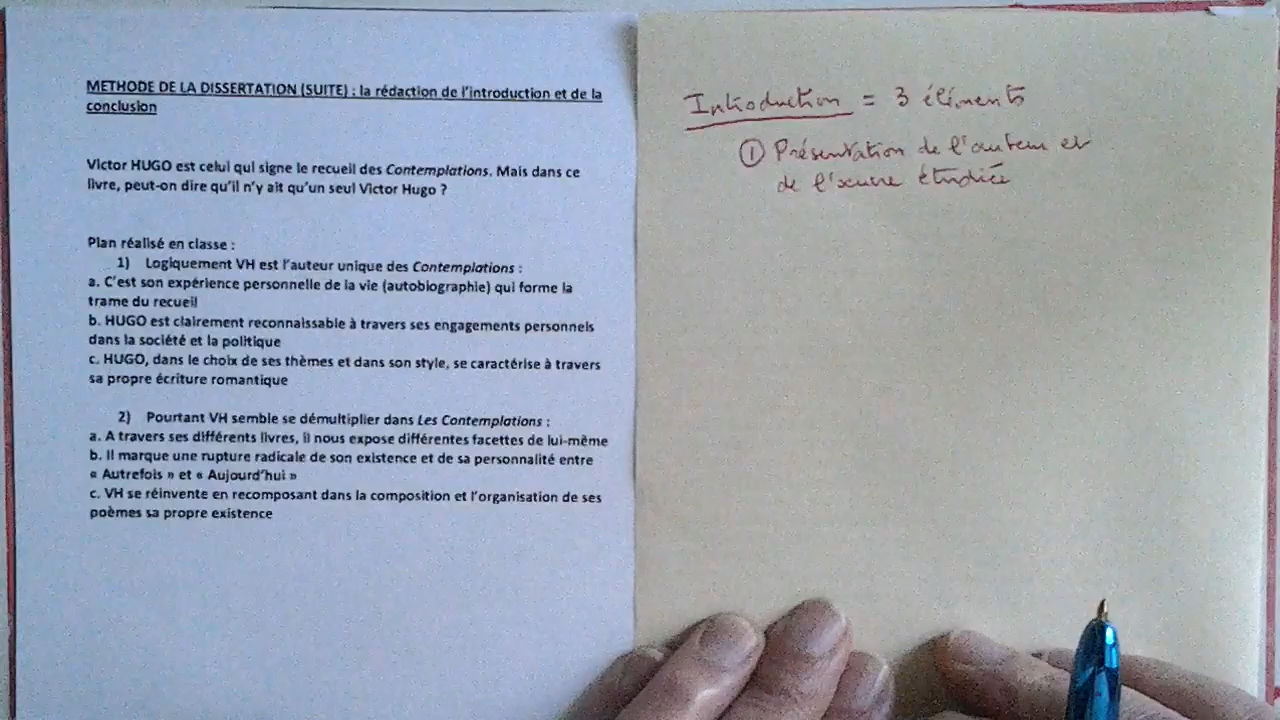 METHODE DE LA DISSERTATION (SUITE) : la rédaction de l'introduction et de la
conclusion
Victor HUGO est celui qui signe le recueil des Contemplations. Mais dans ce
livre, peut-on dire qu'il n'y ait qu'un seul Victor Hugo ?
Plan réalisé en classe :
1) Logiquement VH est l'auteur unique des Contemplations :
a. C'est son expérience personnelle de la vie (autobiographie) qui forme la
trame du recueil
b. HUGO est clairement reconnaissable à travers ses engagements personnels
dans la société et la politique
c. HUGO, dans le choix de ses thèmes et dans son style, se caractérise à travers
sa propre écriture romantique
2) Pourtant VH semble se démultiplier dans Les Contemplations :
a. A travers ses différents livres, il nous expose différentes facettes de lui-même
b. Il marque une rupture radicale de son existence et de sa personnalité entre
« Autrefois » et « Aujourd'hui »
c. VH se réinvente en recomposant dans la composition et l'organisation de ses
poèmes sa propre existence
Introduction = 3 éléments
① Présentation de l'auteur et
de l'œuvre étudiée